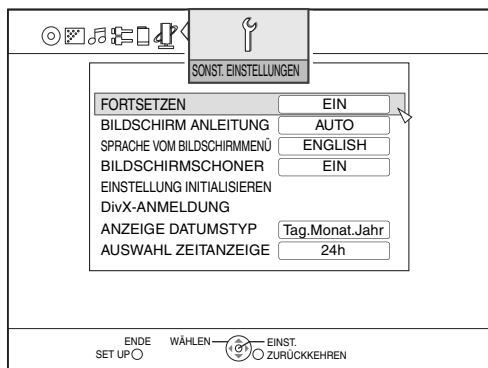 SONST. EINSTELLUNGEN
FORTSETZEN EIN
BILDSCHIRM ANLEITUNG AUTO
SPRACHE VOM BILDSCHIRMMENÜ ENGLISH
BILDSCHIRMSCHONER EIN
EINSTELLUNG INITIALISIEREN
DivX-ANMELDUNG
ANZEIGE DATUMSTYP Tag.Monat.Jahr
AUSWAHL ZEITANZEIGE 24h
ENDE WÄHLEN EINST.
SET UP ZURÜCKKEHREN